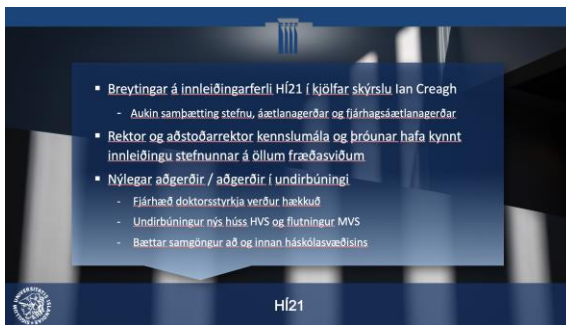 Breytingar á innleiðingarferli HÍ21 í kjölfar skýrslu Ian Creagh
- Aukin samþætting stefnu, áætlanagerðar og fjárhagsáætlanagerðar
Rektor og aðstoðarrektor kennslumála og þróunar hafa kynnt
innleiðingu stefnunnar á öllum fræðasviðum
Nýlegar aðgerðir / aðgerðir í undirbúningi
- Fjárhæð doktorsstyrkja verður hækkuð
- Undirbúningur nýs húss HVS og flutningur MVS
- Bættar samgöngur að og innan háskólasvæðisins
HÍ21